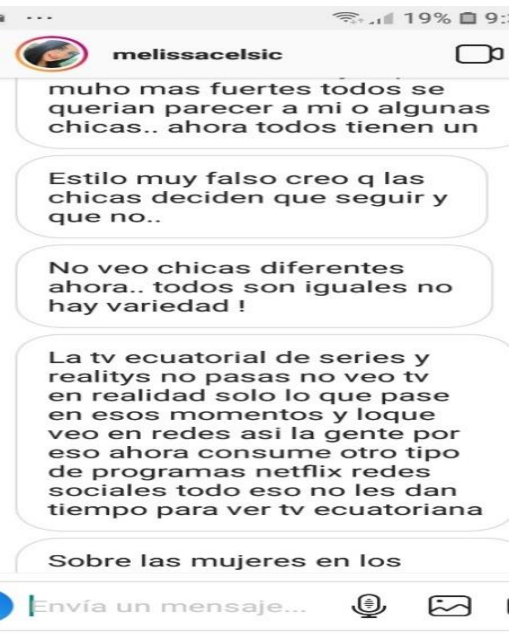 19% 9:
melissacelsic
muho mas fuertes todos se
querian parecer a mi o algunas
chicas.. ahora todos tienen un
Estilo muy falso creo q las
chicas deciden que seguir y
que no..
No veo chicas diferentes
ahora.. todos son iguales no
hay variedad !
La tv ecuatorial de series y
realitys no pasas no veo tv
en realidad solo lo que pase
en esos momentos y loque
veo en redes asi la gente por
eso ahora consume otro tipo
de programas netflix redes
sociales todo eso no les dan
tiempo para ver tv ecuatoriana
Sobre las mujeres en los
Envía un mensaje...